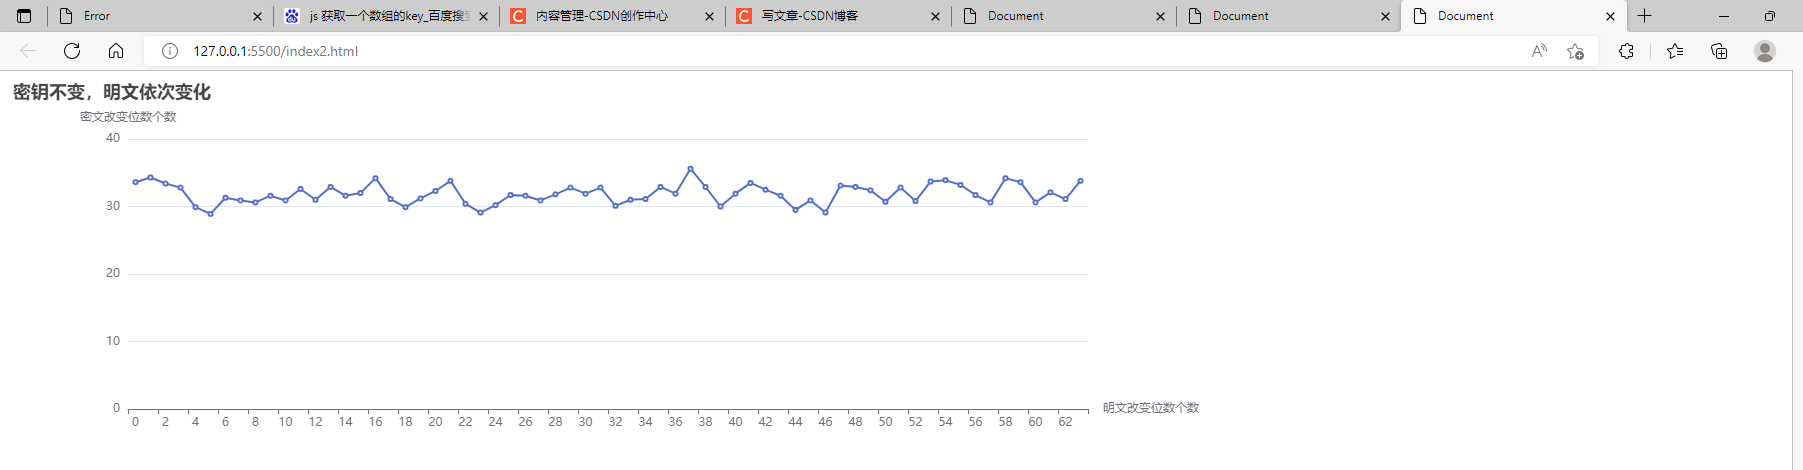 Error
js 获取一个数组的key_百度搜
内容管理-CSDN创作中心
写文章-CSDN博客
Document
Document
Document
127.0.0.1:5500/index2.html
密钥不变，明文依次变化
密文改变位数个数
40
30
20
10
0
0 2 4 6 8 10 12 14 16 18 20 22 24 26 28 30 32 34 36 38 40 42 44 46 48 50 52 54 56 58 60 62
明文改变位数个数